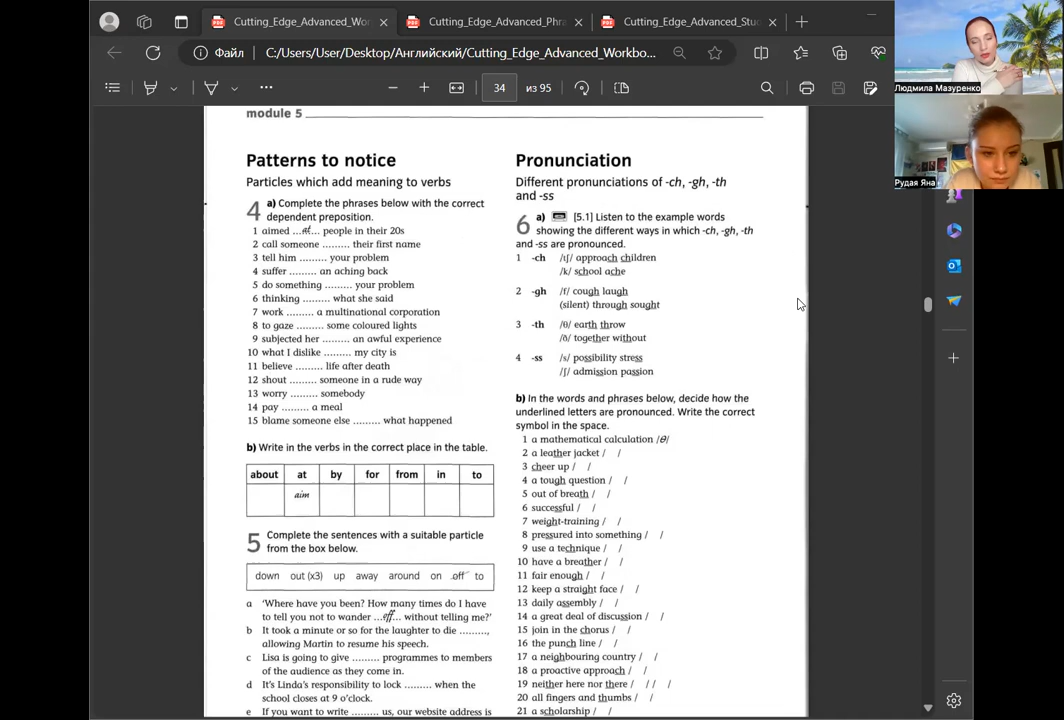 Cutting_Edge_Advanced_Wor
Cutting_Edge_Advanced_Phra
Cutting_Edge_Advanced_Stu
Файл
C:/Users/User/Desktop/Английский/Cutting_Edge_Advanced_Workbo...
34
из 95
Людмила Мазуренко
Рудая Яна
module 5
Patterns to notice
Particles which add meaning to verbs
4 a) Complete the phrases below with the correct
dependent preposition.
1 aimed ...at... people in their 20s
2 call someone ......... their first name
3 tell him ......... your problem
4 suffer ......... an aching back
5 do something ......... your problem
6 thinking ......... what she said
7 work ......... a multinational corporation
8 to gaze ......... some coloured lights
9 subjected her ......... an awful experience
10 what I dislike ......... my city is
11 believe ......... life after death
12 shout ......... someone in a rude way
13 worry ......... somebody
14 pay ......... a meal
15 blame someone else ......... what happened
b) Write in the verbs in the correct place in the table.
about at by for from in to
aim
5 Complete the sentences with a suitable particle
from the box below.
down out (x3) up away around on off to
a 'Where have you been? How many times do I have
to tell you not to wander ...off... without telling me?'
b It took a minute or so for the laughter to die .........,
allowing Martin to resume his speech.
c Lisa is going to give ......... programmes to members
of the audience as they come in.
d It's Linda's responsibility to lock ......... when the
school closes at 9 o'clock.
e If you want to write ......... us, our website address is
Pronunciation
Different pronunciations of -ch, -gh, -th
and -ss
6 a) [5.1] Listen to the example words
showing the different ways in which -ch, -gh, -th
and -ss are pronounced.
1 -ch /tʃ/ approach children
/k/ school ache
2 -gh /f/ cough laugh
(silent) through sought
3 -th /θ/ earth throw
/ð/ together without
4 -ss /s/ possibility stress
/ʃ/ admission passion
b) In the words and phrases below, decide how the
underlined letters are pronounced. Write the correct
symbol in the space.
1 a mathematical calculation /θ/
2 a leather jacket / /
3 cheer up / /
4 a tough question / /
5 out of breath / /
6 successful / /
7 weight-training / /
8 pressured into something / /
9 use a technique / /
10 have a breather / /
11 fair enough / /
12 keep a straight face / /
13 daily assembly / /
14 a great deal of discussion / /
15 join in the chorus / /
16 the punch line / /
17 a neighbouring country / /
18 a proactive approach / /
19 neither here nor there / / / /
20 all fingers and thumbs / /
21 a scholarship / /